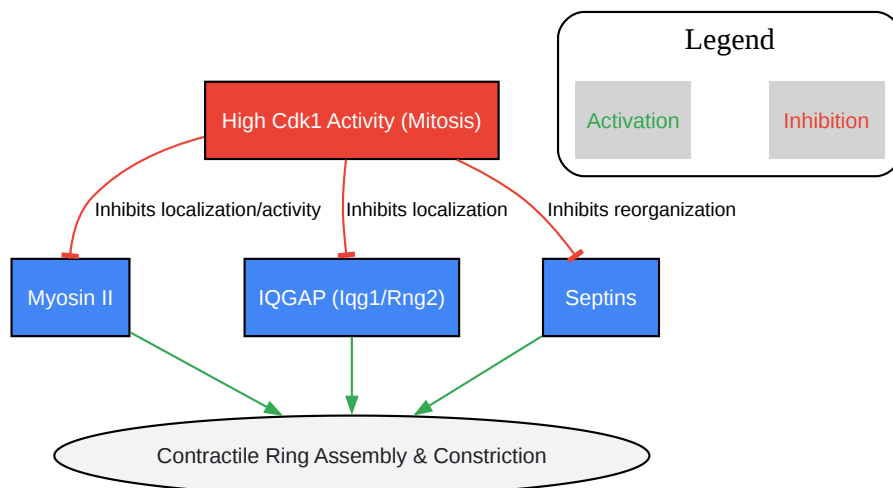 Legend
Activation
Inhibition
High Cdk1 Activity (Mitosis)
Inhibits localization/activity
Inhibits localization
Inhibits reorganization
Myosin II
IQGAP (Iqg1/Rng2)
Septins
Contractile Ring Assembly & Constriction